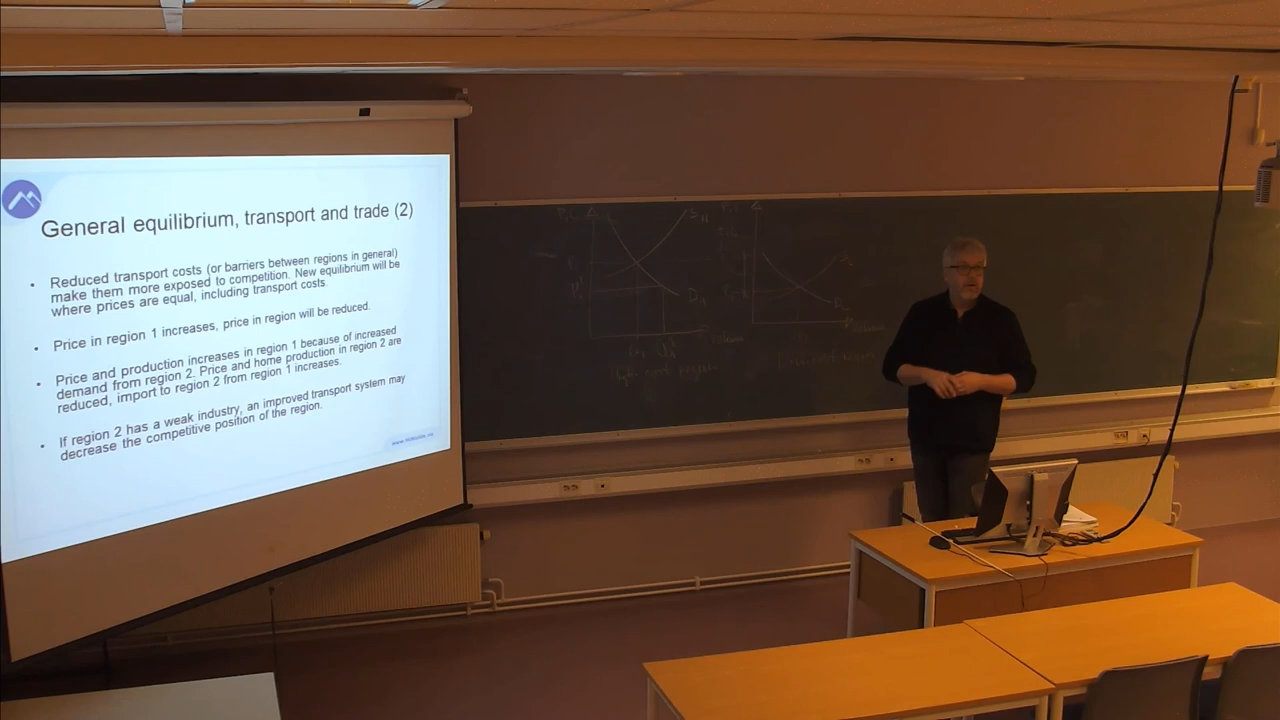 General equilibrium, transport and trade (2)
• Reduced transport costs (or barriers between regions in general)
make them more exposed to competition. New equilibrium will be
where prices are equal, including transport costs.
• Price in region 1 increases, price in region will be reduced.
• Price and production increases in region 1 because of increased
demand from region 2. Price and home production in region 2 are
reduced, import to region 2 from region 1 increases.
• If region 2 has a weak industry, an improved transport system may
decrease the competitive position of the region.